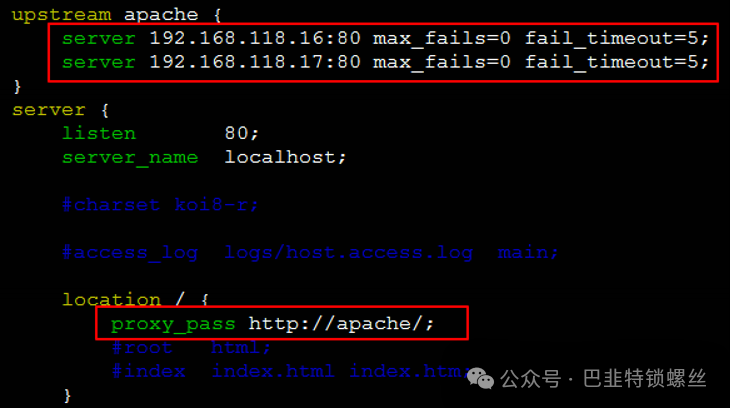 upstream apache {
server 192.168.118.16:80 max_fails=0 fail_timeout=5;
server 192.168.118.17:80 max_fails=0 fail_timeout=5;
}
server {
listen 80;
server_name localhost;
#charset koi8-r;
#access_log logs/host.access.log main;
location / {
proxy_pass http://apache/;
#root html;
#index index.html index.htm
}
公众号 · 巴韭特锁螺丝